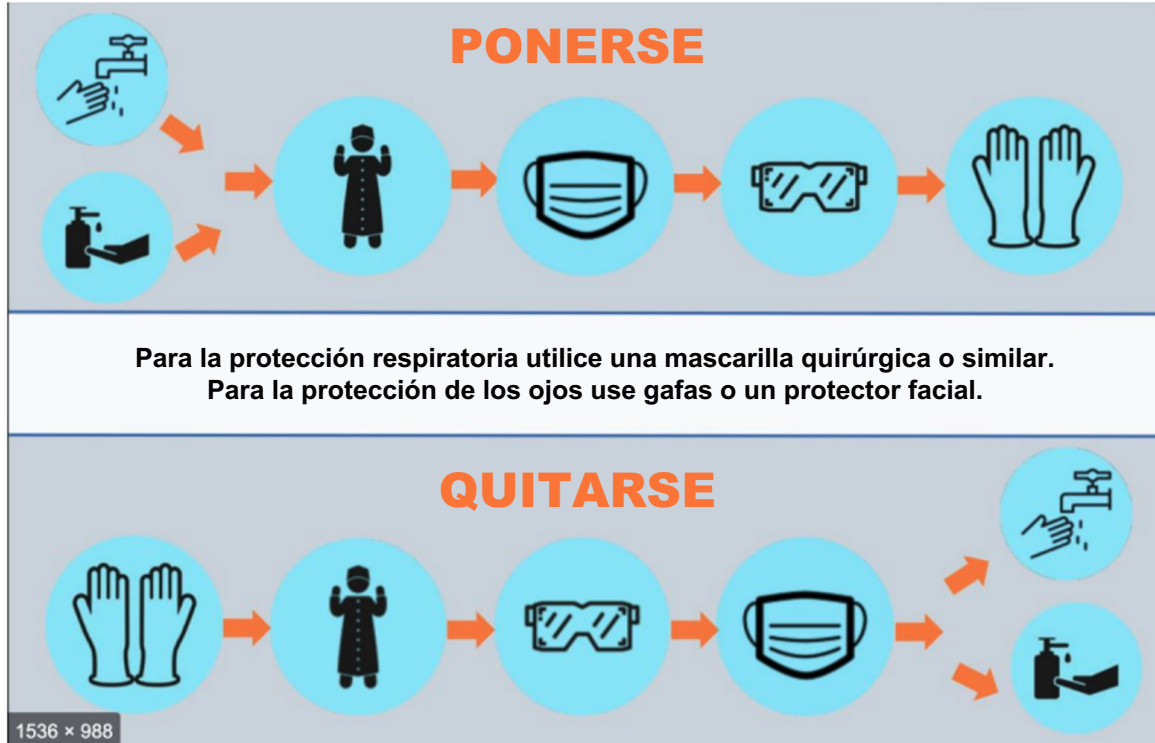 PONERSE
Para la protección respiratoria utilice una mascarilla quirúrgica o similar.
Para la protección de los ojos use gafas o un protector facial.
QUITARSE
1536 × 988